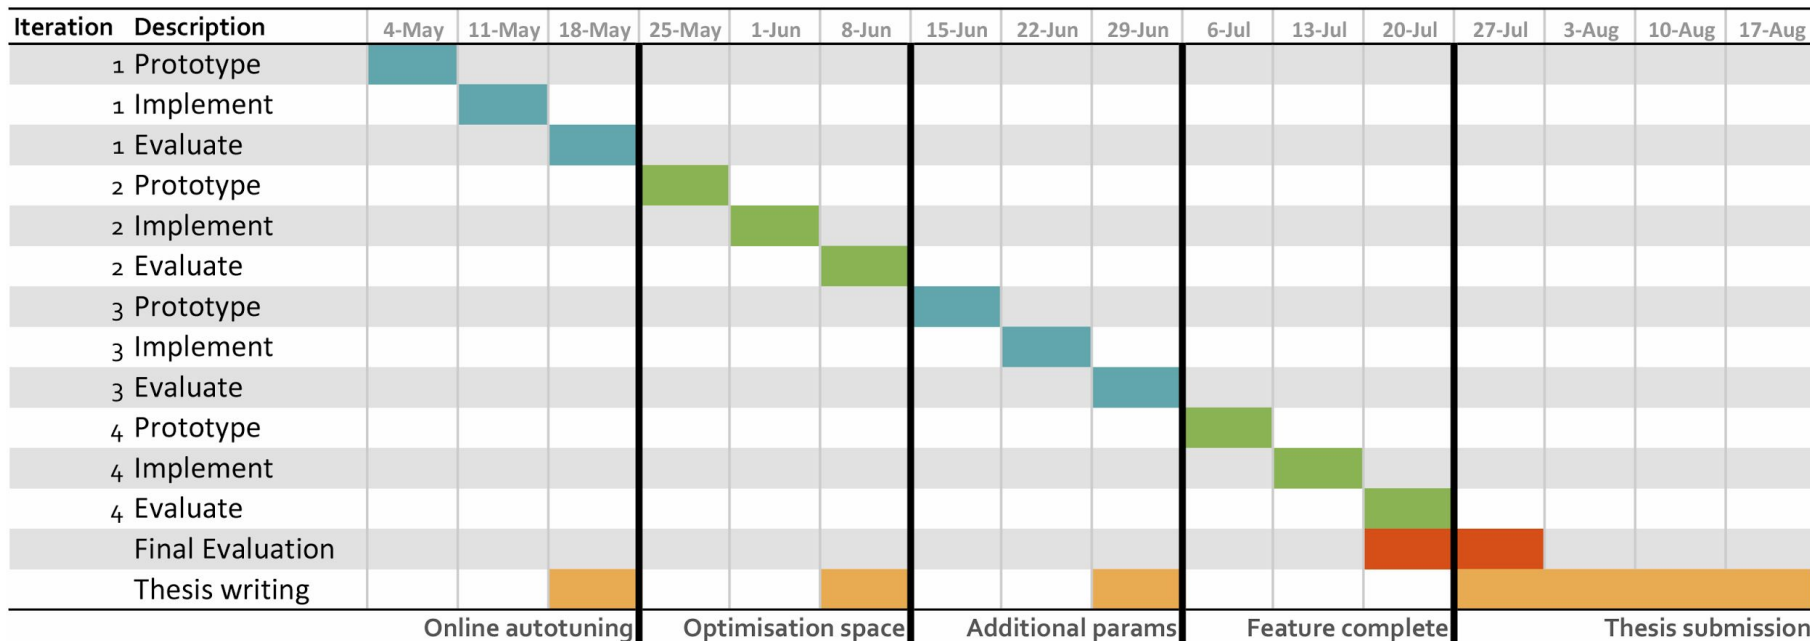 Iteration Description 4-May 11-May 18-May 25-May 1-Jun 8-Jun 15-Jun 22-Jun 29-Jun 6-Jul 13-Jul 20-Jul 27-Jul 3-Aug 10-Aug 17-Aug
1 Prototype
1 Implement
1 Evaluate
2 Prototype
2 Implement
2 Evaluate
3 Prototype
3 Implement
3 Evaluate
4 Prototype
4 Implement
4 Evaluate
Final Evaluation
Thesis writing
Online autotuning Optimisation space Additional params Feature complete Thesis submission